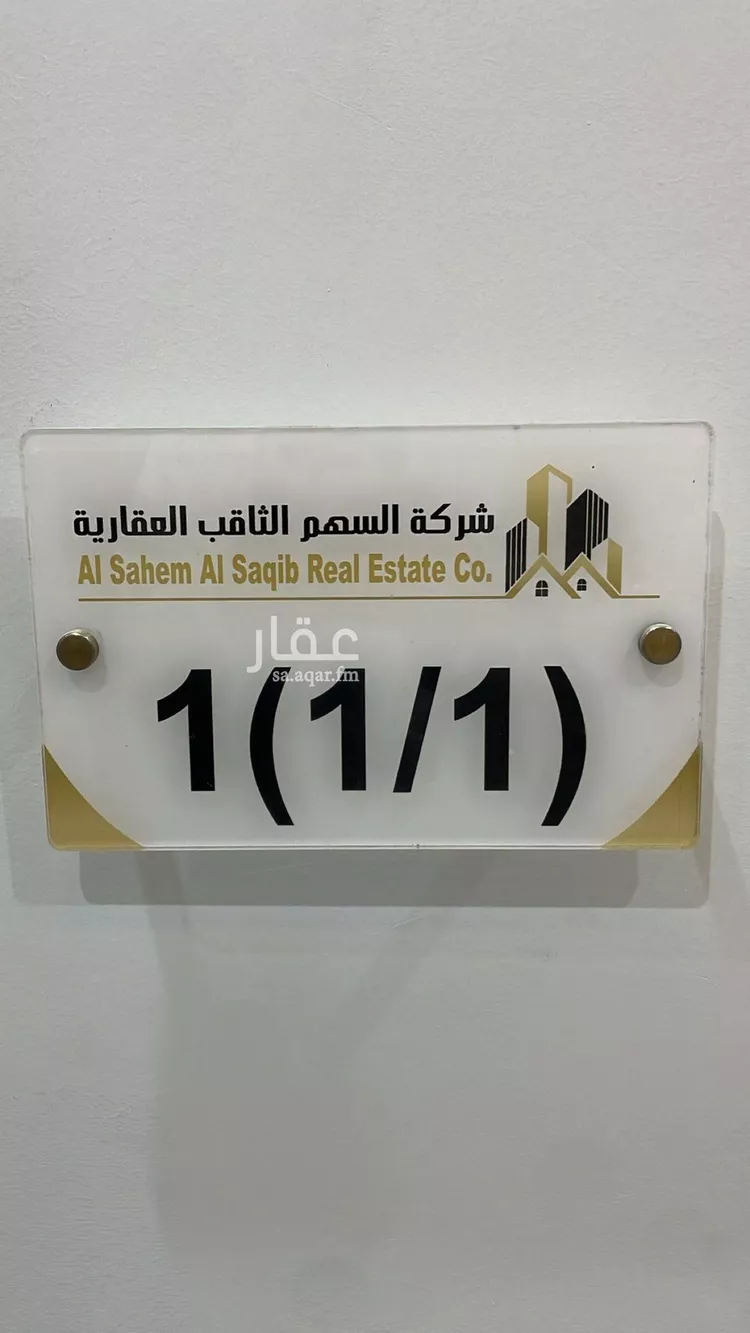 شركة السهم الثاقب العقارية
Al Sahem Al Saqib Real Estate Co.
عقار
sa.aqar.fm
1(1/1)